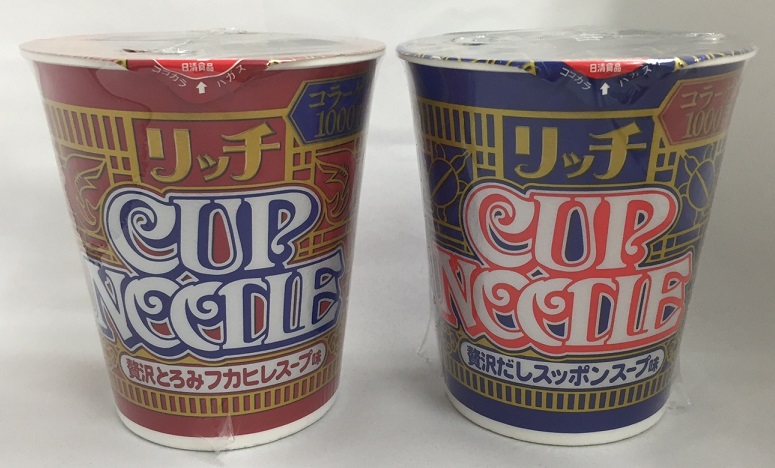 日清食品
ココカラ ハガス
コラーゲン
1000
リッチ
CUP
NOODLE
贅沢とろみフカヒレスープ味
日清食品
ココカラ ハガス
コラー
1000
リッチ
CUP
NOODLE
贅沢だしスッポンスープ味